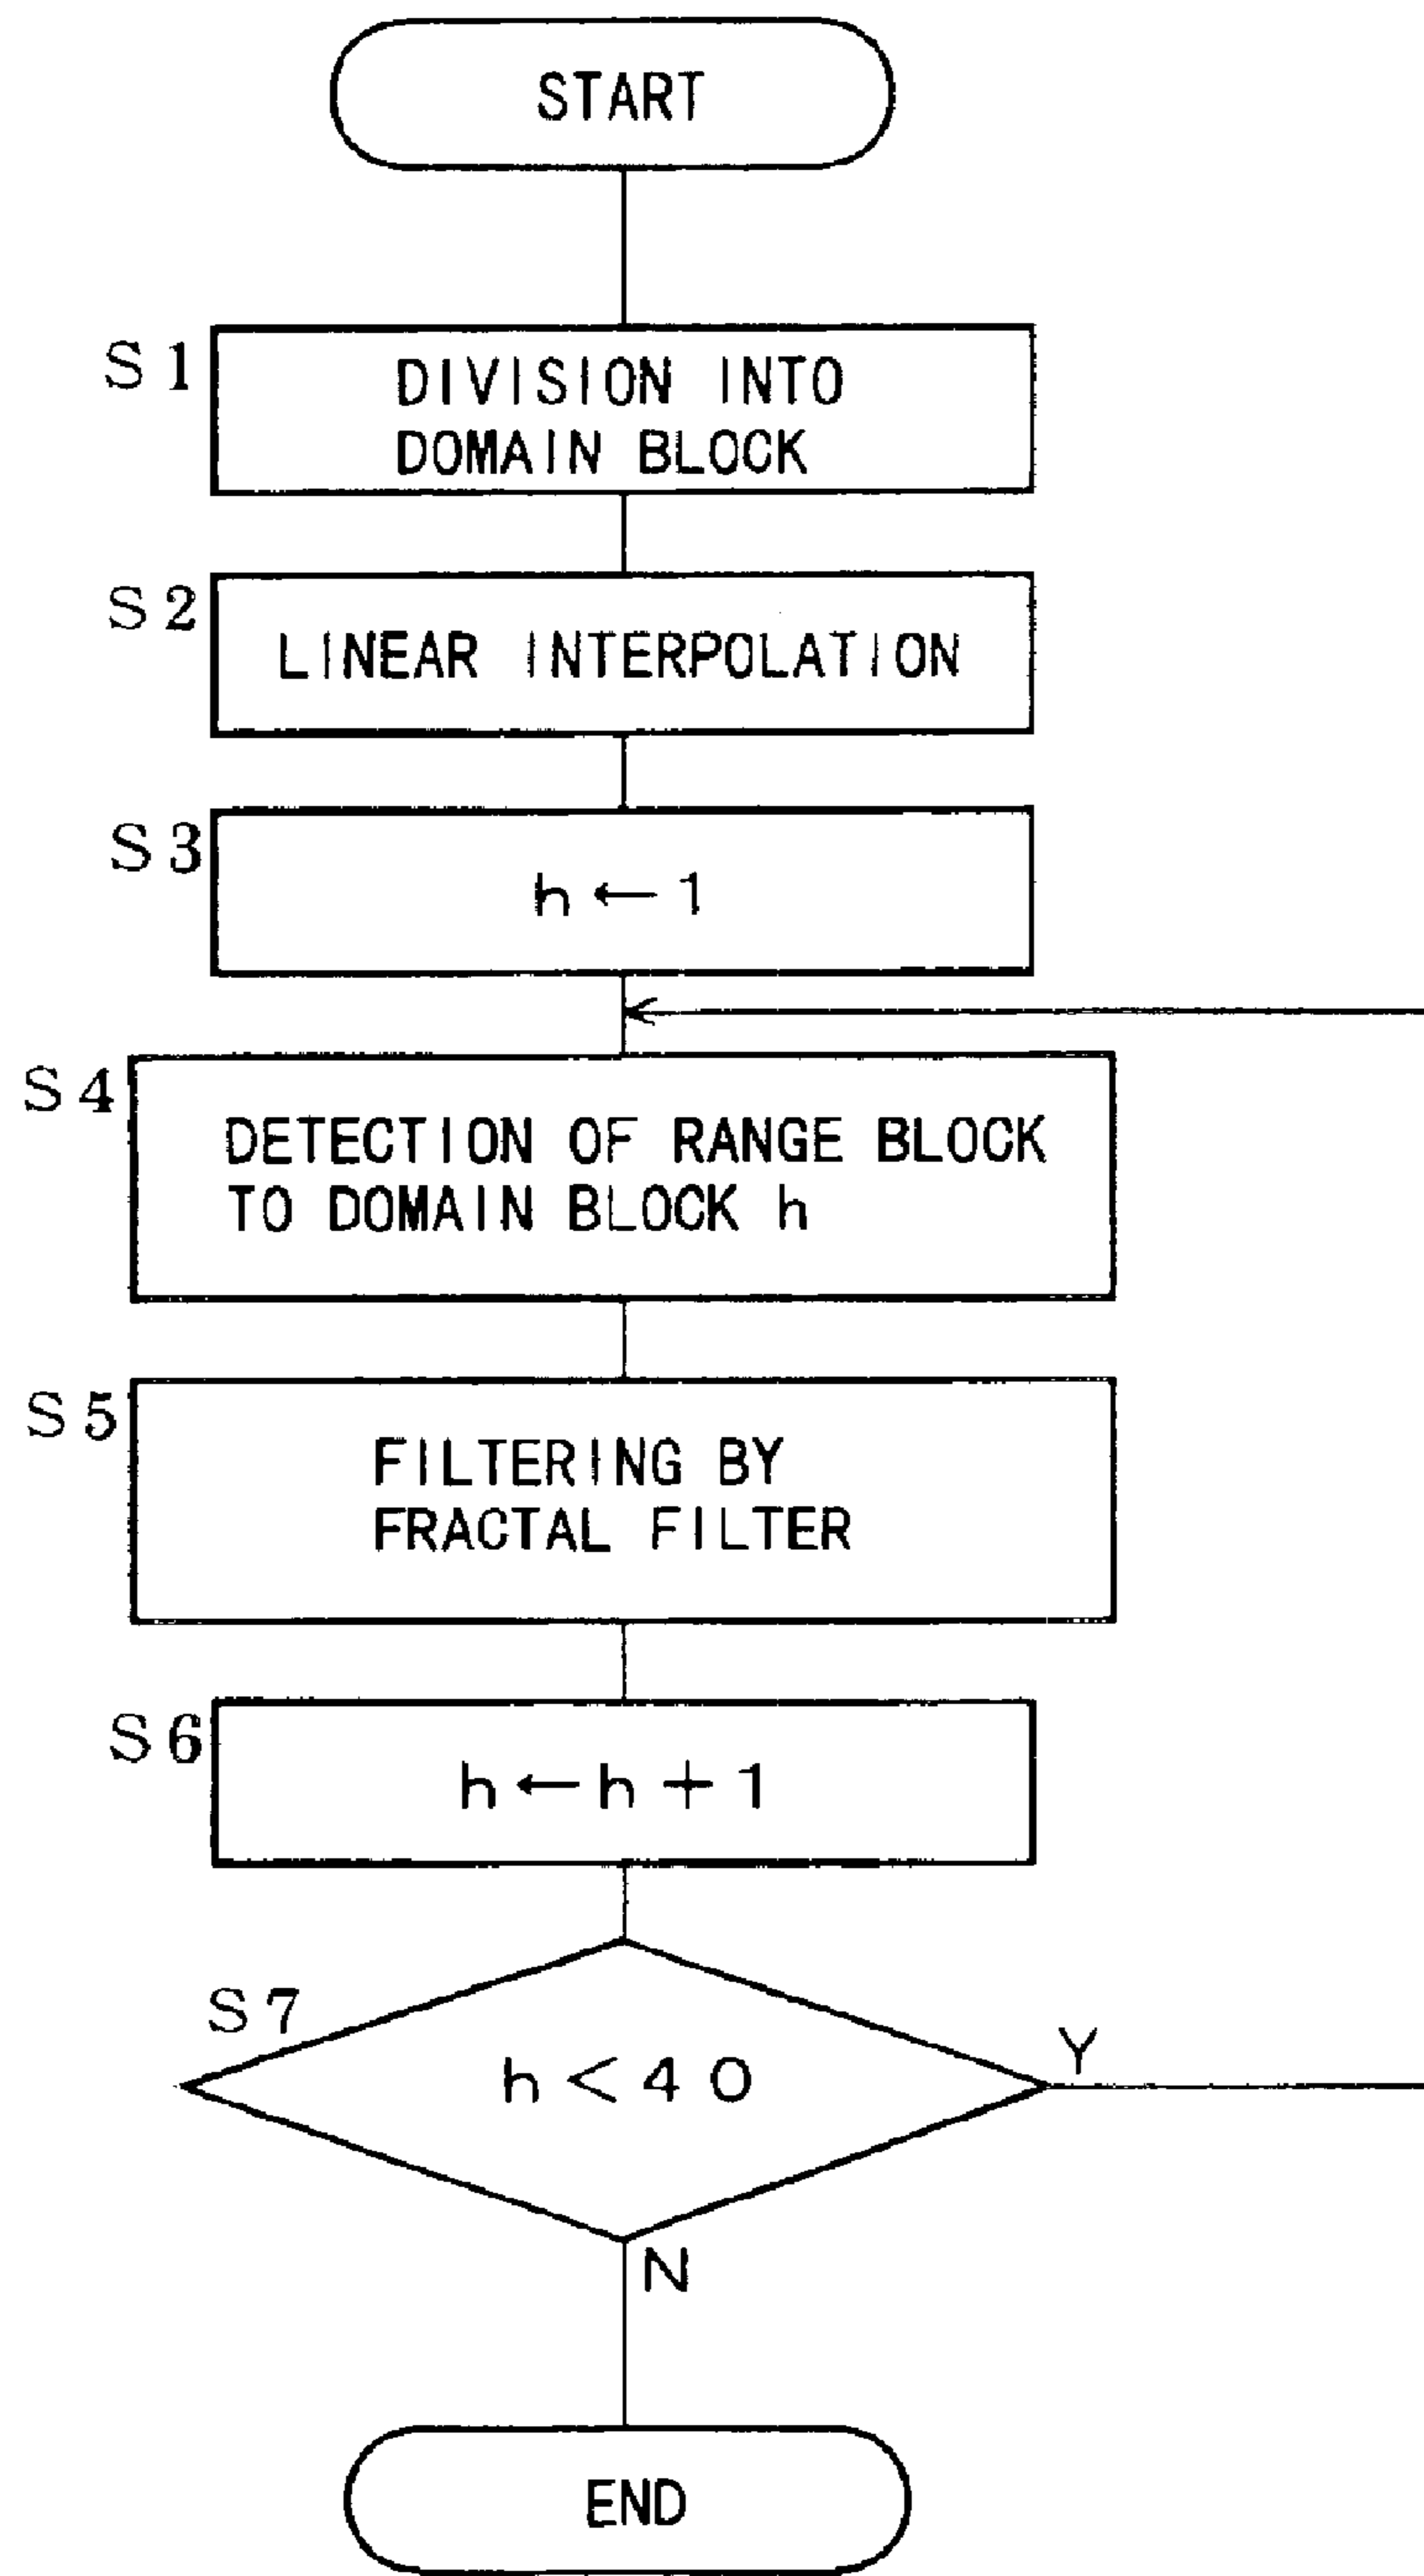 START
S1
DIVISION INTO
DOMAIN BLOCK
S2
LINEAR INTERPOLATION
S3
h ← 1
S4
DETECTION OF RANGE BLOCK
TO DOMAIN BLOCK h
S5
FILTERING BY
FRACTAL FILTER
S6
h ← h + 1
S7
h < 40
Y
N
END